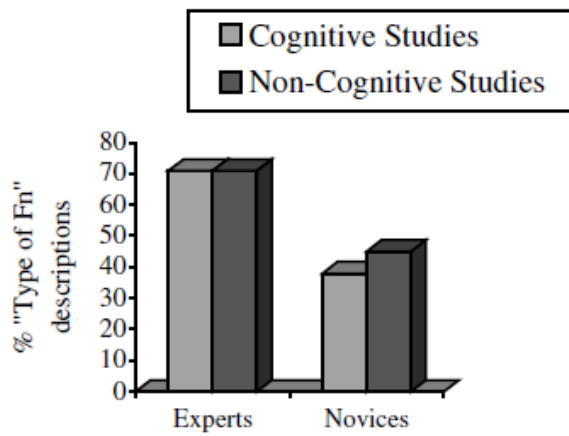 Cognitive Studies
Non-Cognitive Studies
% "Type of Fn"
descriptions
80
70
60
50
40
30
20
10
0
Experts Novices